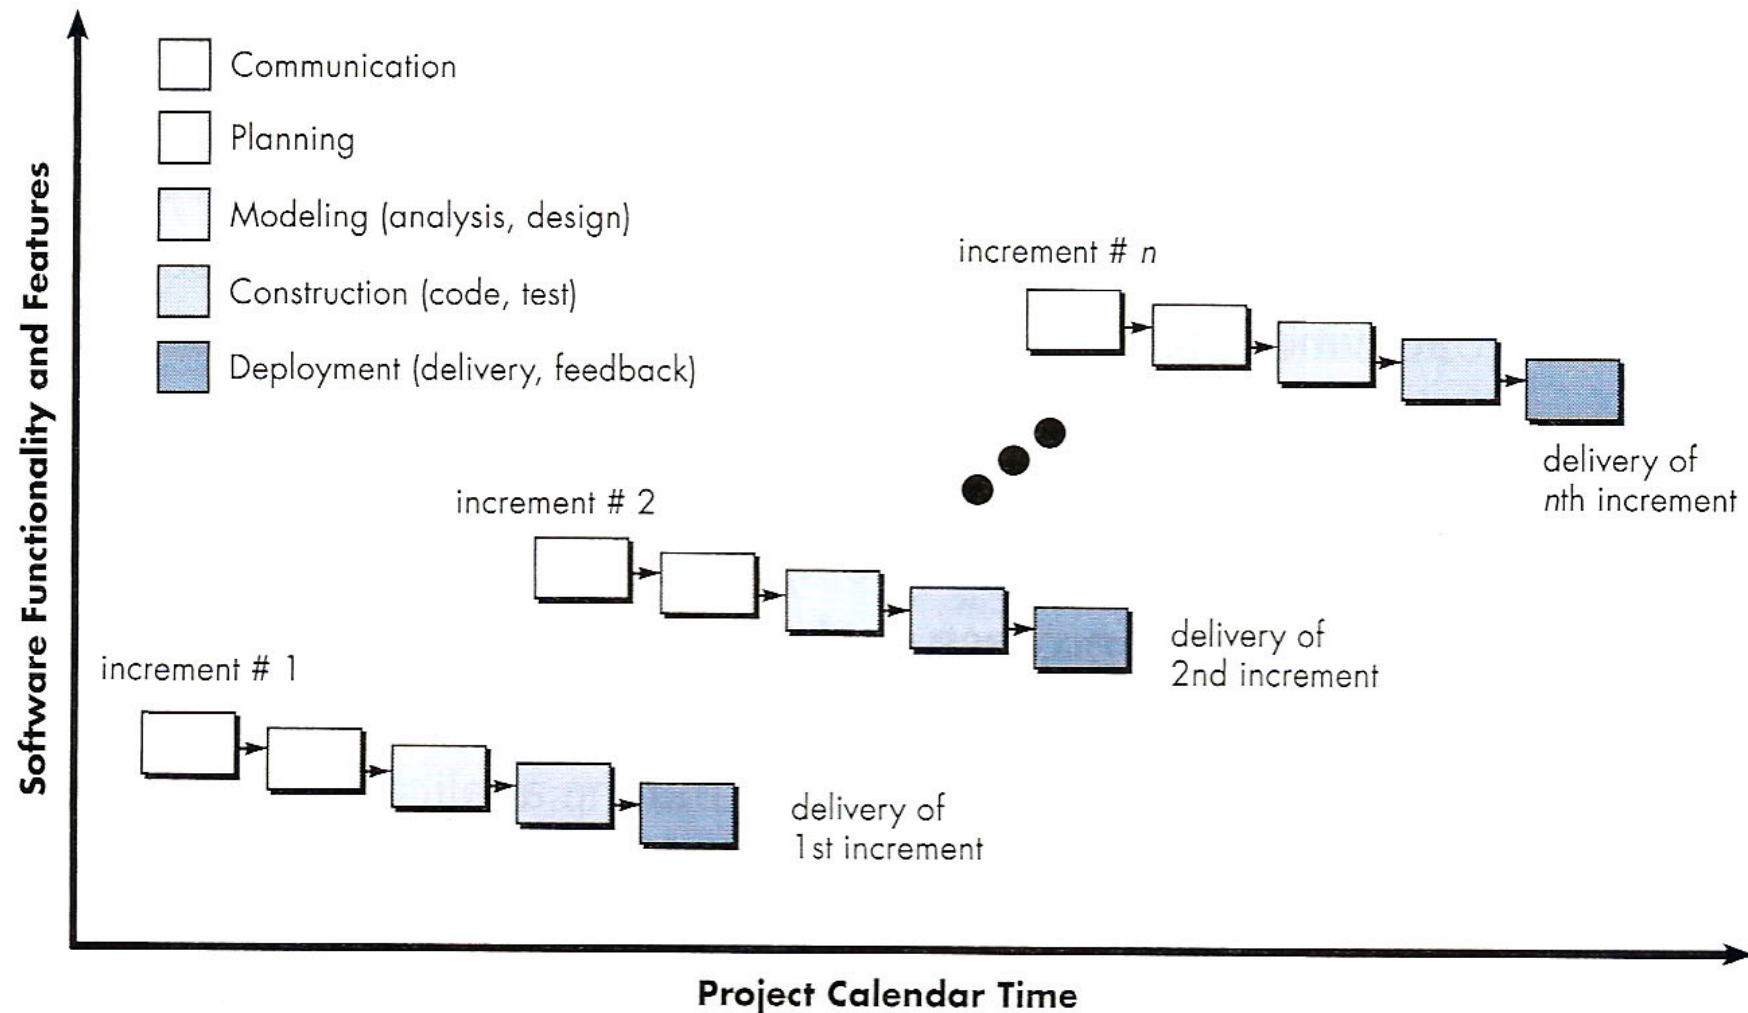 Communication
Planning
Modeling (analysis, design)
Construction (code, test)
Deployment (delivery, feedback)
Software Functionality and Features
increment # n
delivery of
nth increment
increment # 2
delivery of
2nd increment
increment # 1
delivery of
1st increment
Project Calendar Time